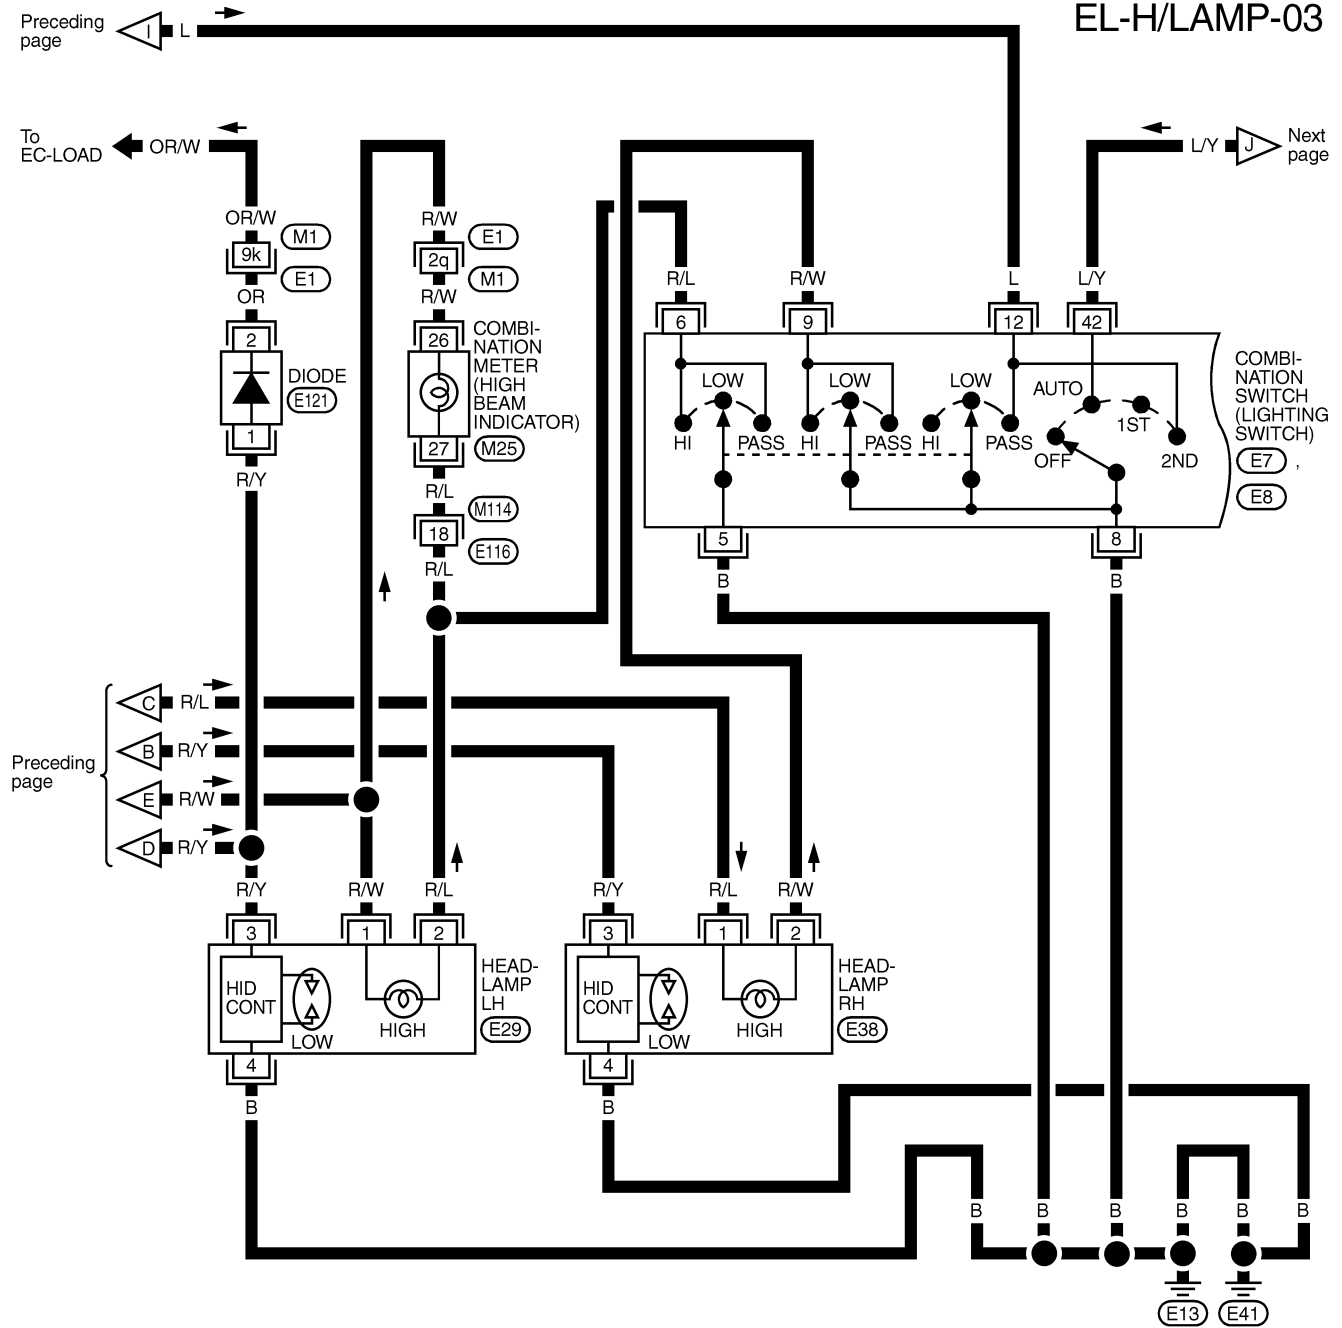 EL-H/LAMP-03
Preceding
page
I
L
To
EC-LOAD
OR/W
L/Y
J
Next
page
OR/W
M1
9k
E1
OR
2
DIODE
E121
1
R/Y
R/W
E1
2q
M1
R/W
26
COMBI-
NATION
METER
(HIGH
BEAM
INDICATOR)
27
M25
R/L
M114
18
E116
R/L
R/L
R/W
L
L/Y
6
9
12
42
LOW
HI
PASS
LOW
HI
PASS
LOW
HI
PASS
AUTO
1ST
OFF
2ND
COMBI-
NATION
SWITCH
(LIGHTING
SWITCH)
E7 ,
E8
5
8
B
B
Preceding
page
C
R/L
B
R/Y
E
R/W
D
R/Y
R/Y
R/W
R/L
R/Y
R/L
R/W
3
1
2
3
1
2
HID
CONT
LOW
HIGH
HEAD-
LAMP
LH
E29
HID
CONT
LOW
HIGH
HEAD-
LAMP
RH
E38
4
4
B
B
B
B
B
B
B
B
E13
E41